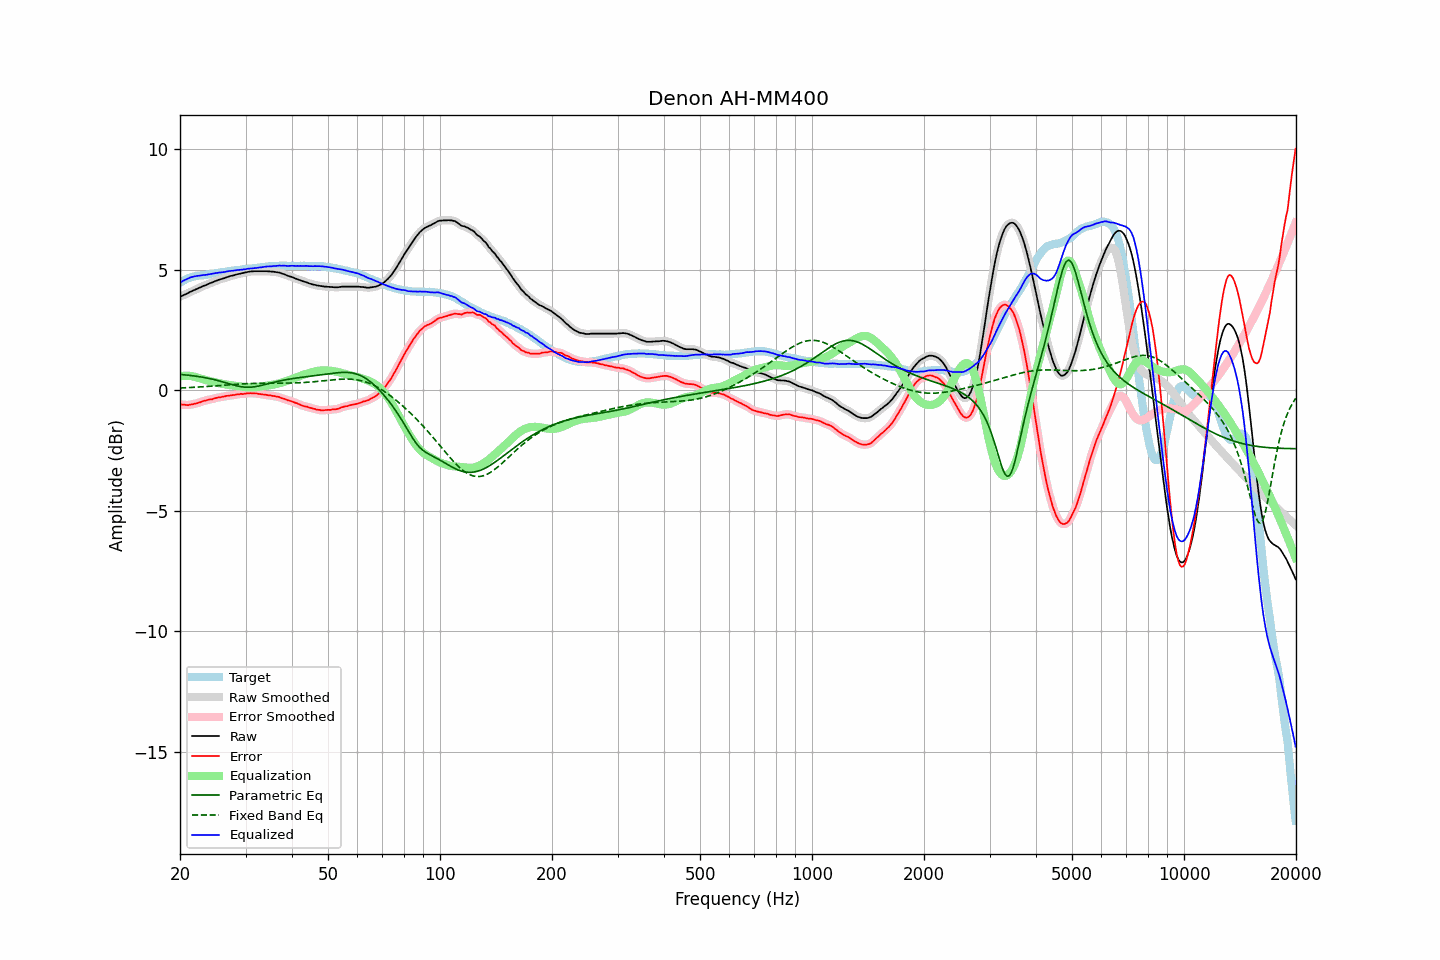 Denon AH-MM400
10
5
0
−5
−10
−15
Amplitude (dBr)
Target
Raw Smoothed
Error Smoothed
Raw
Error
Equalization
Parametric Eq
Fixed Band Eq
Equalized
20 50 100 200 500 1000 2000 5000 10000 20000
Frequency (Hz)